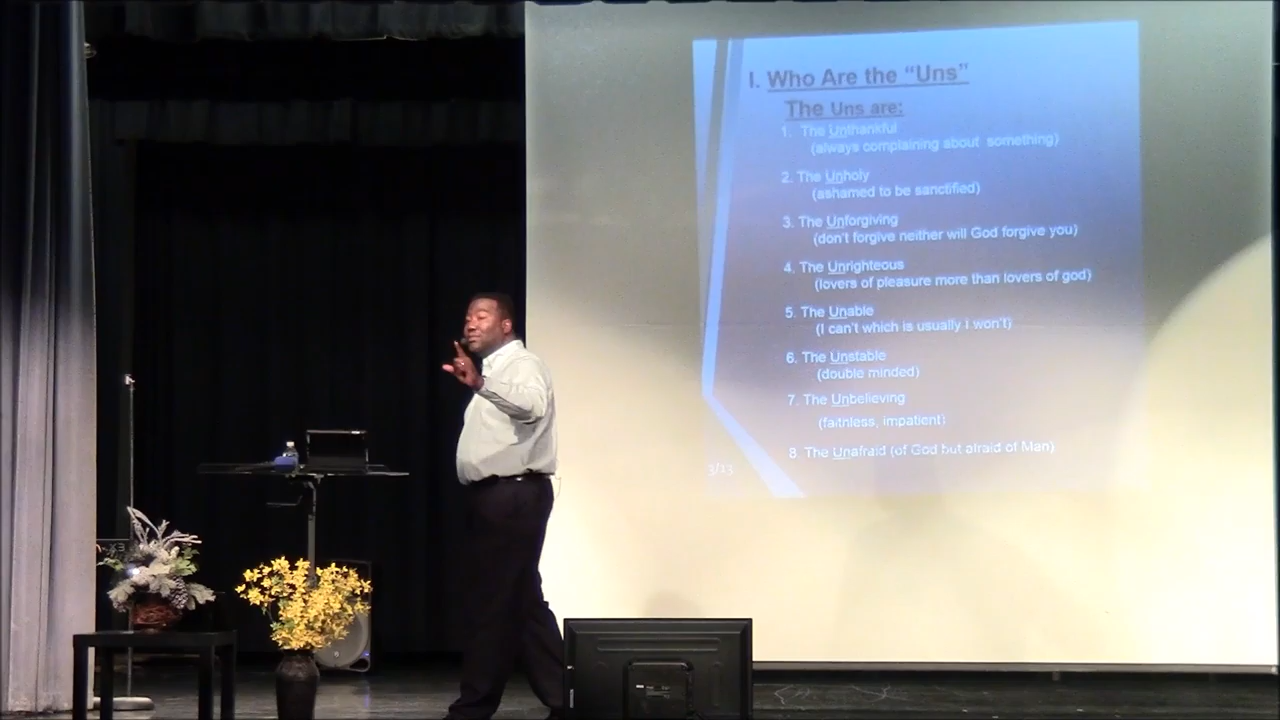 I. Who Are the “Uns”
The Uns are:
1. The Unthankful
(always complaining about something)
2. The Unholy
(ashamed to be sanctified)
3. The Unforgiving
(don't forgive neither will God forgive you)
4. The Unrighteous
(lovers of pleasure more than lovers of god)
5. The Unable
(I can't which is usually I won't)
6. The Unstable
(double minded)
7. The Unbelieving
(faithless, impatient)
8 The Unafraid (of God but afraid of Man)
3/13